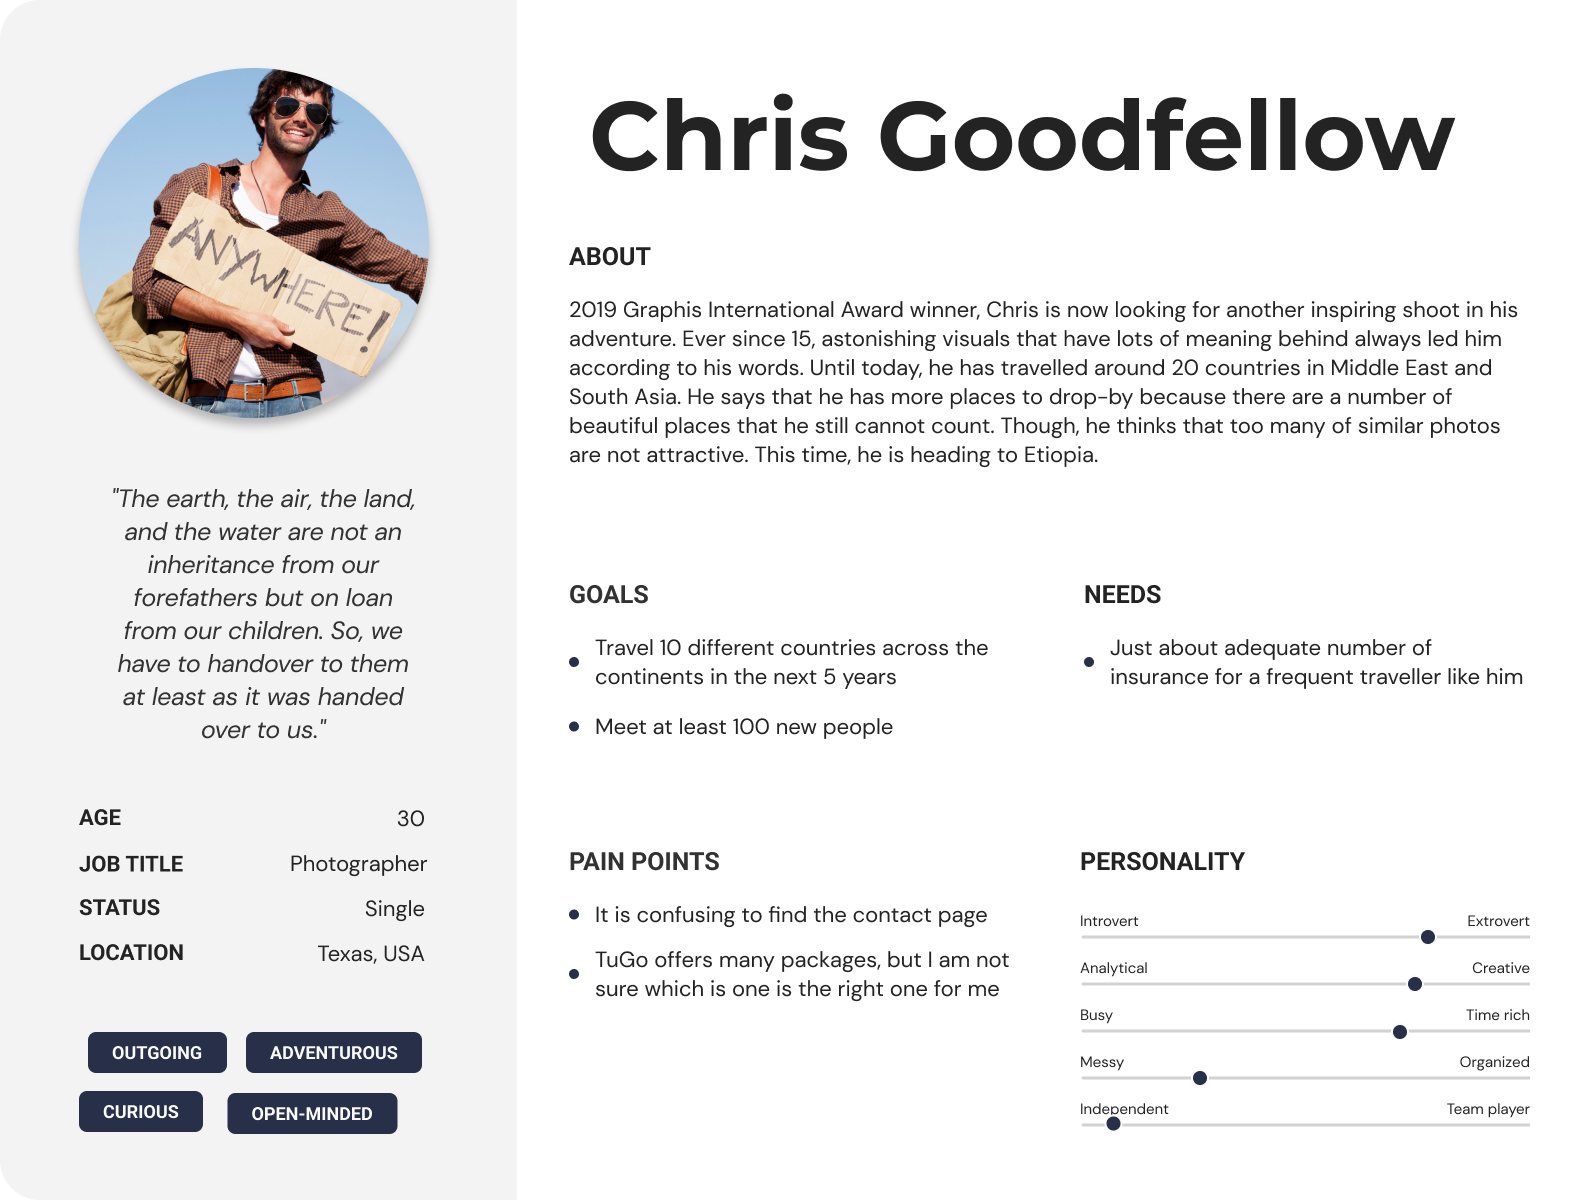 Chris Goodfellow
ANYWHERE!
"The earth, the air, the land,
and the water are not an
inheritance from our
forefathers but on loan
from our children. So, we
have to handover to them
at least as it was handed
over to us."
AGE 30
JOB TITLE Photographer
STATUS Single
LOCATION Texas, USA
OUTGOING ADVENTUROUS
CURIOUS OPEN-MINDED
ABOUT
2019 Graphis International Award winner, Chris is now looking for another inspiring shoot in his
adventure. Ever since 15, astonishing visuals that have lots of meaning behind always led him
according to his words. Until today, he has travelled around 20 countries in Middle East and
South Asia. He says that he has more places to drop-by because there are a number of
beautiful places that he still cannot count. Though, he thinks that too many of similar photos
are not attractive. This time, he is heading to Etiopia.
GOALS
Travel 10 different countries across the
continents in the next 5 years
Meet at least 100 new people
NEEDS
Just about adequate number of
insurance for a frequent traveller like him
PAIN POINTS
It is confusing to find the contact page
TuGo offers many packages, but I am not
sure which is one is the right one for me
PERSONALITY
Introvert Extrovert
Analytical Creative
Busy Time rich
Messy Organized
Independent Team player